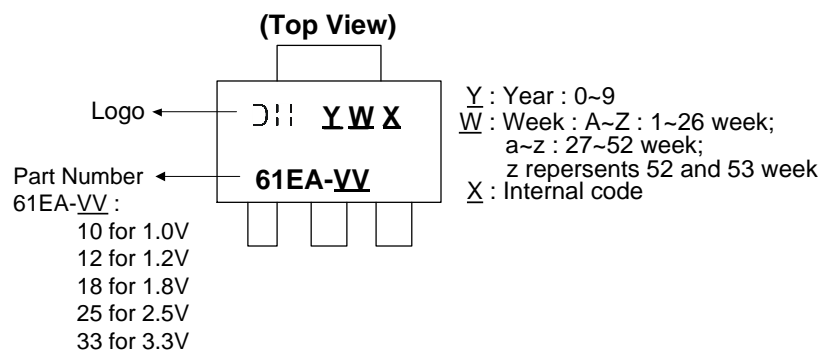 (Top View)
Logo
Y W X
61EA-VV
Part Number
61EA-VV :
10 for 1.0V
12 for 1.2V
18 for 1.8V
25 for 2.5V
33 for 3.3V
Y : Year : 0~9
W : Week : A~Z : 1~26 week;
a~z : 27~52 week;
z repersents 52 and 53 week
X : Internal code